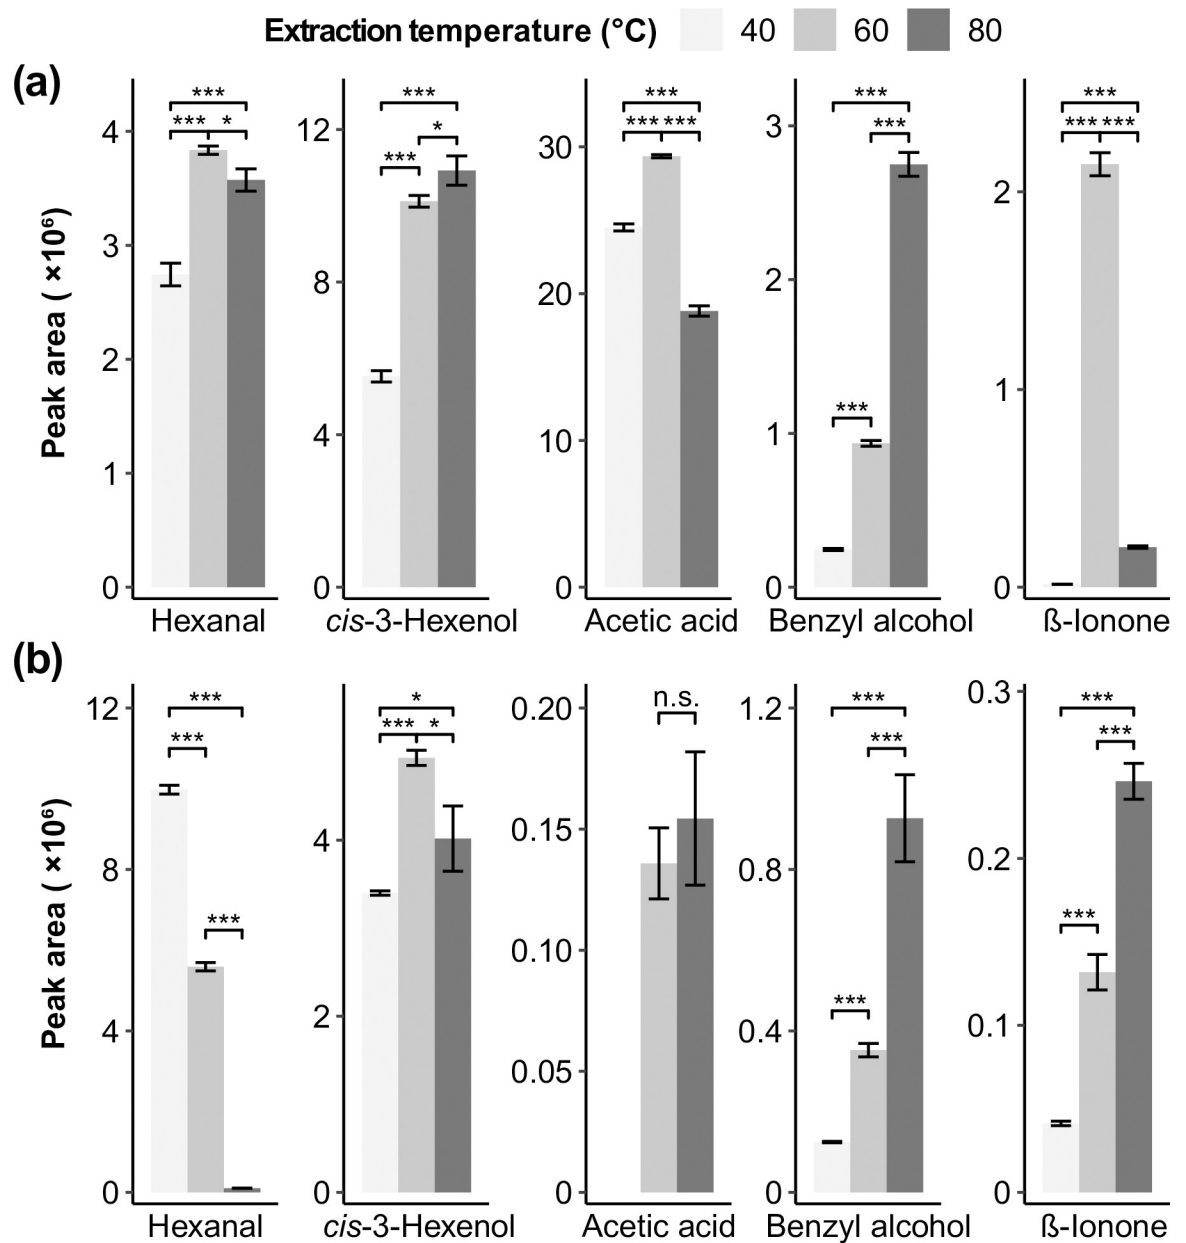 Extraction temperature (°C) 40 60 80
(a)
Peak area ( ×10⁶)
4
3
2
1
0
*** *** *
Hexanal
12
8
4
0
*** * ***
cis-3-Hexenol
30
20
10
0
*** *** ***
Acetic acid
3
2
1
0
*** *** ***
Benzyl alcohol
2
1
0
*** *** ***
ß-Ionone
(b)
Peak area ( ×10⁶)
12
8
4
0
*** *** ***
Hexanal
4
2
0
* *** *
cis-3-Hexenol
0.20
0.15
0.10
0.05
0
n.s.
Acetic acid
1.2
0.8
0.4
0
*** *** ***
Benzyl alcohol
0.3
0.2
0.1
0
*** *** ***
ß-Ionone